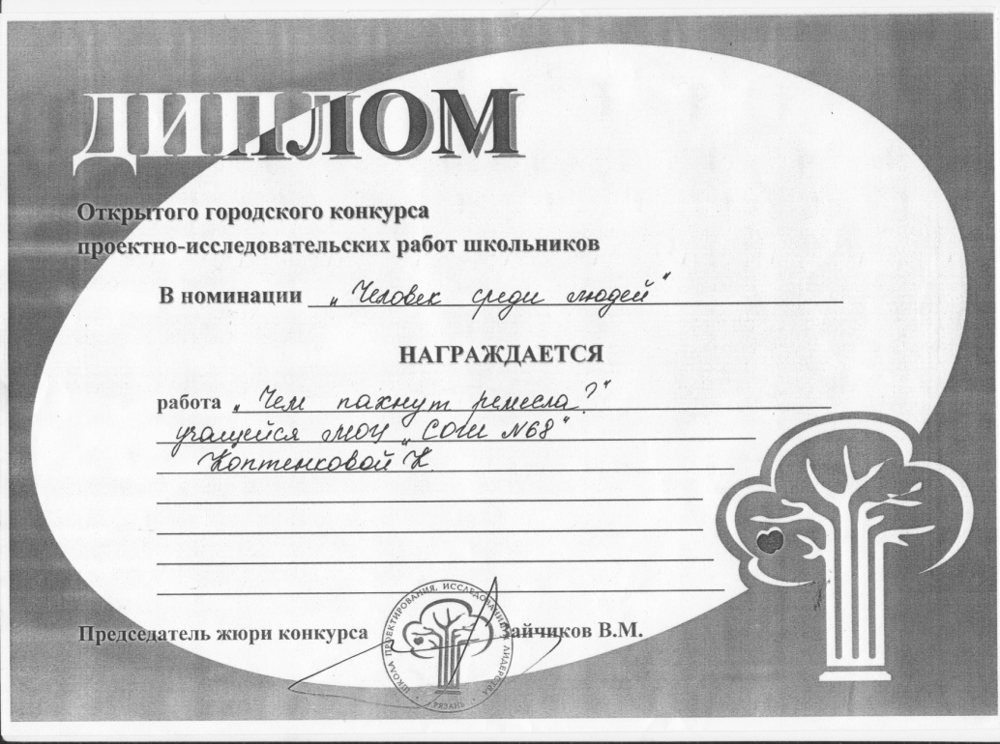 ДИПЛОМ
Открытого городского конкурса
проектно-исследовательских работ школьников
В номинации „Человек среди людей"
НАГРАЖДАЕТСЯ
работа „Чем пахнут ремесла?"
учащейся МОУ „СОШ №68"
Коптенковой К
Председатель жюри конкурса Зайчиков В.М.
ШКОЛА ПРОЕКТИРОВАНИЯ, ИССЛЕДОВАНИЯ И ЛИДЕРСТВА
РЯЗАНЬ